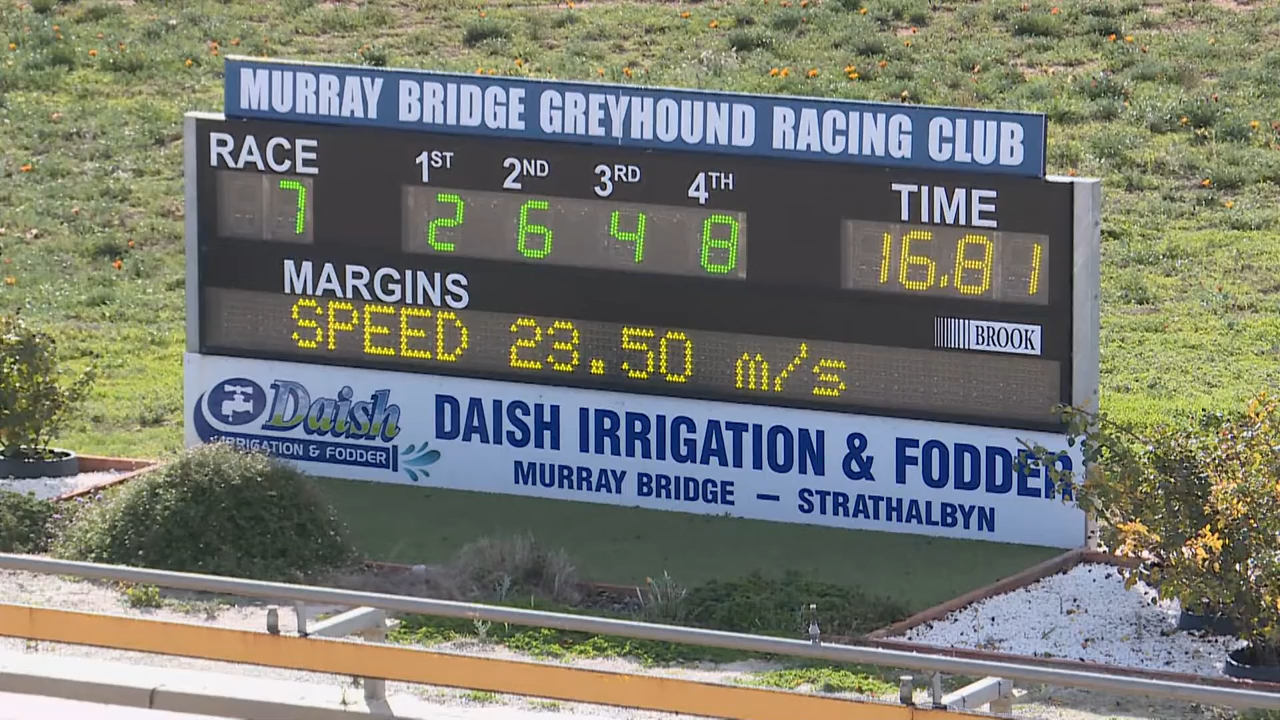 MURRAY BRIDGE GREYHOUND RACING CLUB
RACE 1ST 2ND 3RD 4TH TIME
7 2 6 4 8 16.81
MARGINS
BROOK
SPEED 23.50 m/s
Daish
IRRIGATION & FODDER
DAISH IRRIGATION & FODDER
MURRAY BRIDGE – STRATHALBYN